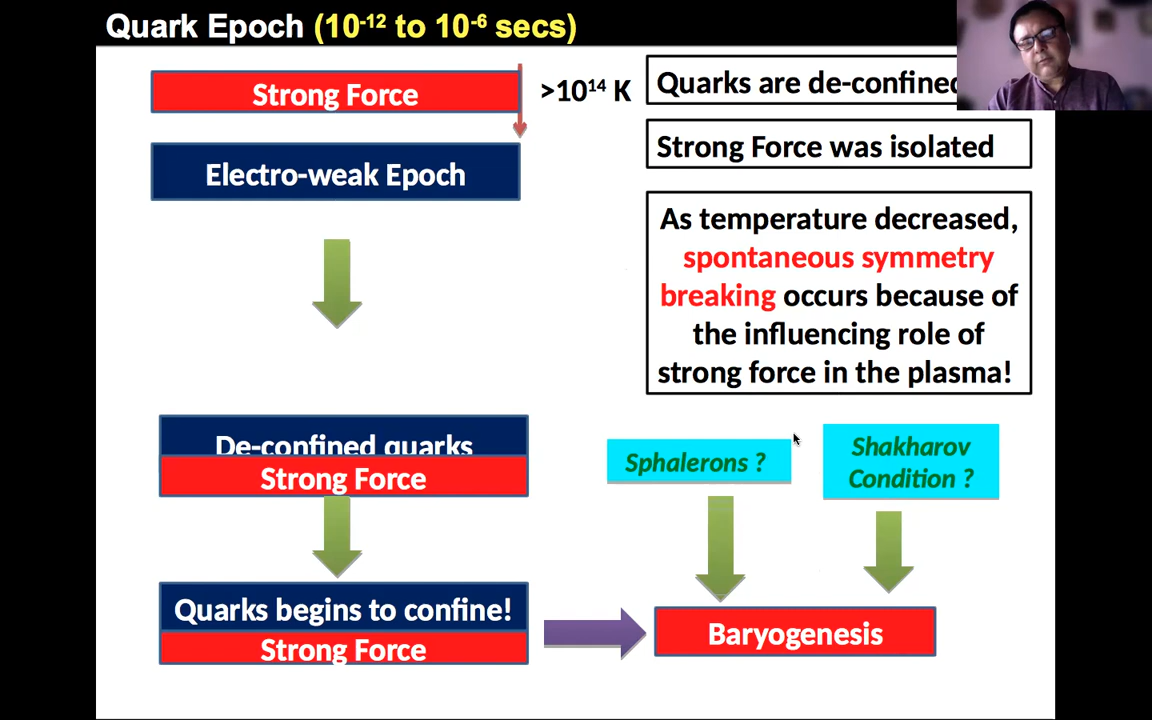 Quark Epoch (10⁻¹² to 10⁻⁶ secs)
Strong Force
>10¹⁴ K
Quarks are de-confined
Electro-weak Epoch
Strong Force was isolated
As temperature decreased,
spontaneous symmetry
breaking occurs because of
the influencing role of
strong force in the plasma!
De-confined quarks
Strong Force
Sphalerons ?
Shakharov
Condition ?
Quarks begins to confine!
Strong Force
Baryogenesis